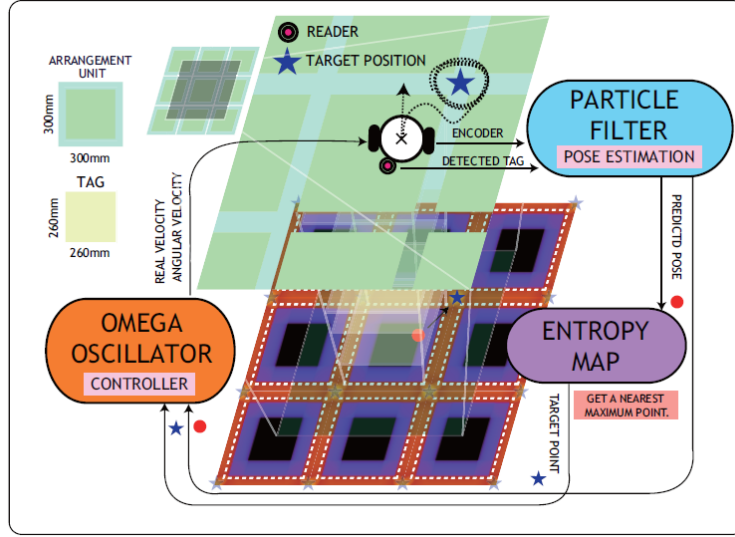 READER
TARGET POSITION
ARRANGEMENT
UNIT
300mm
300mm
TAG
260mm
260mm
ENCODER
DETECTED TAG
PARTICLE
FILTER
POSE ESTIMATION
REAL VELOCITY
ANGULAR VELOCITY
PREDICTD POSE
OMEGA
OSCILLATOR
CONTROLLER
ENTROPY
MAP
GET A NEAREST
MAXIMUM POINT.
TARGET POINT